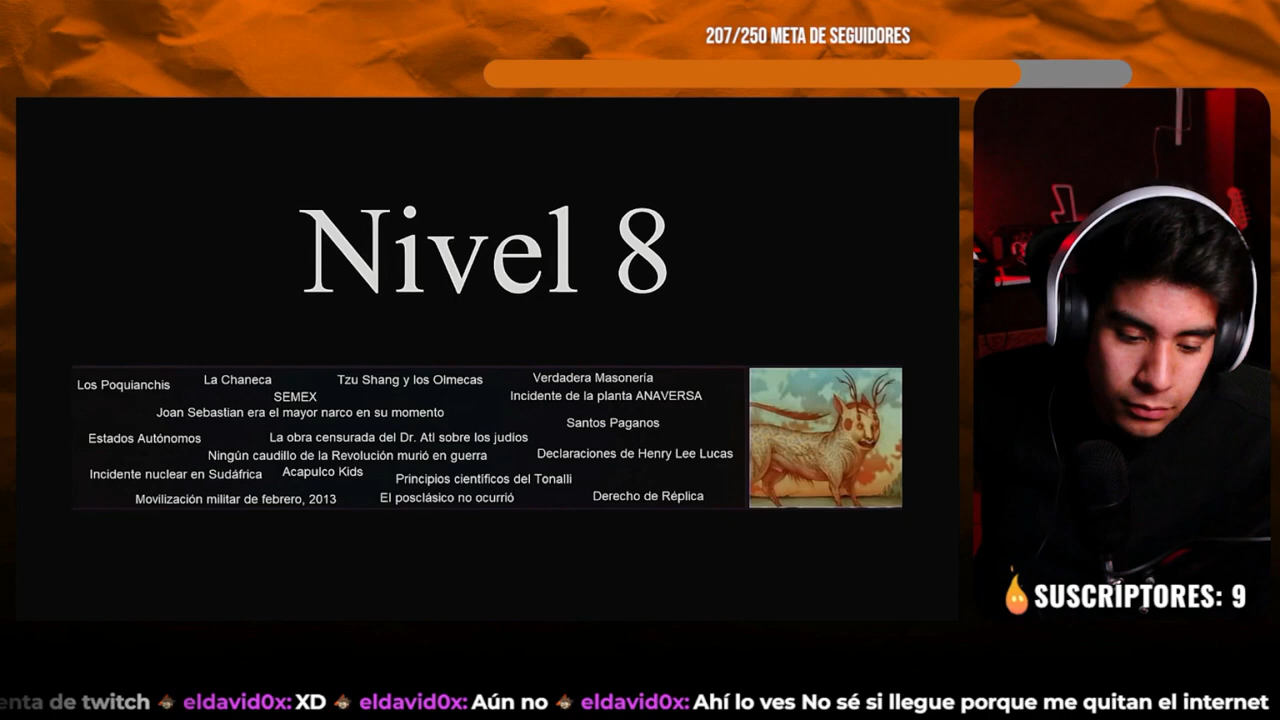 207/250 META DE SEGUIDORES
Nivel 8
Los Poquianchis
La Chaneca
Tzu Shang y los Olmecas
Verdadera Masonería
SEMEX
Incidente de la planta ANAVERSA
Joan Sebastian era el mayor narco en su momento
Santos Paganos
Estados Autónomos
La obra censurada del Dr. Atl sobre los judíos
Ningún caudillo de la Revolución murió en guerra
Declaraciones de Henry Lee Lucas
Incidente nuclear en Sudáfrica
Acapulco Kids
Principios científicos del Tonalli
Movilización militar de febrero, 2013
El posclásico no ocurrió
Derecho de Réplica
SUSCRIPTORES: 9
enta de twitch eldavid0x: XD eldavid0x: Aún no eldavid0x: Ahí lo ves No sé si llegue porque me quitan el internet